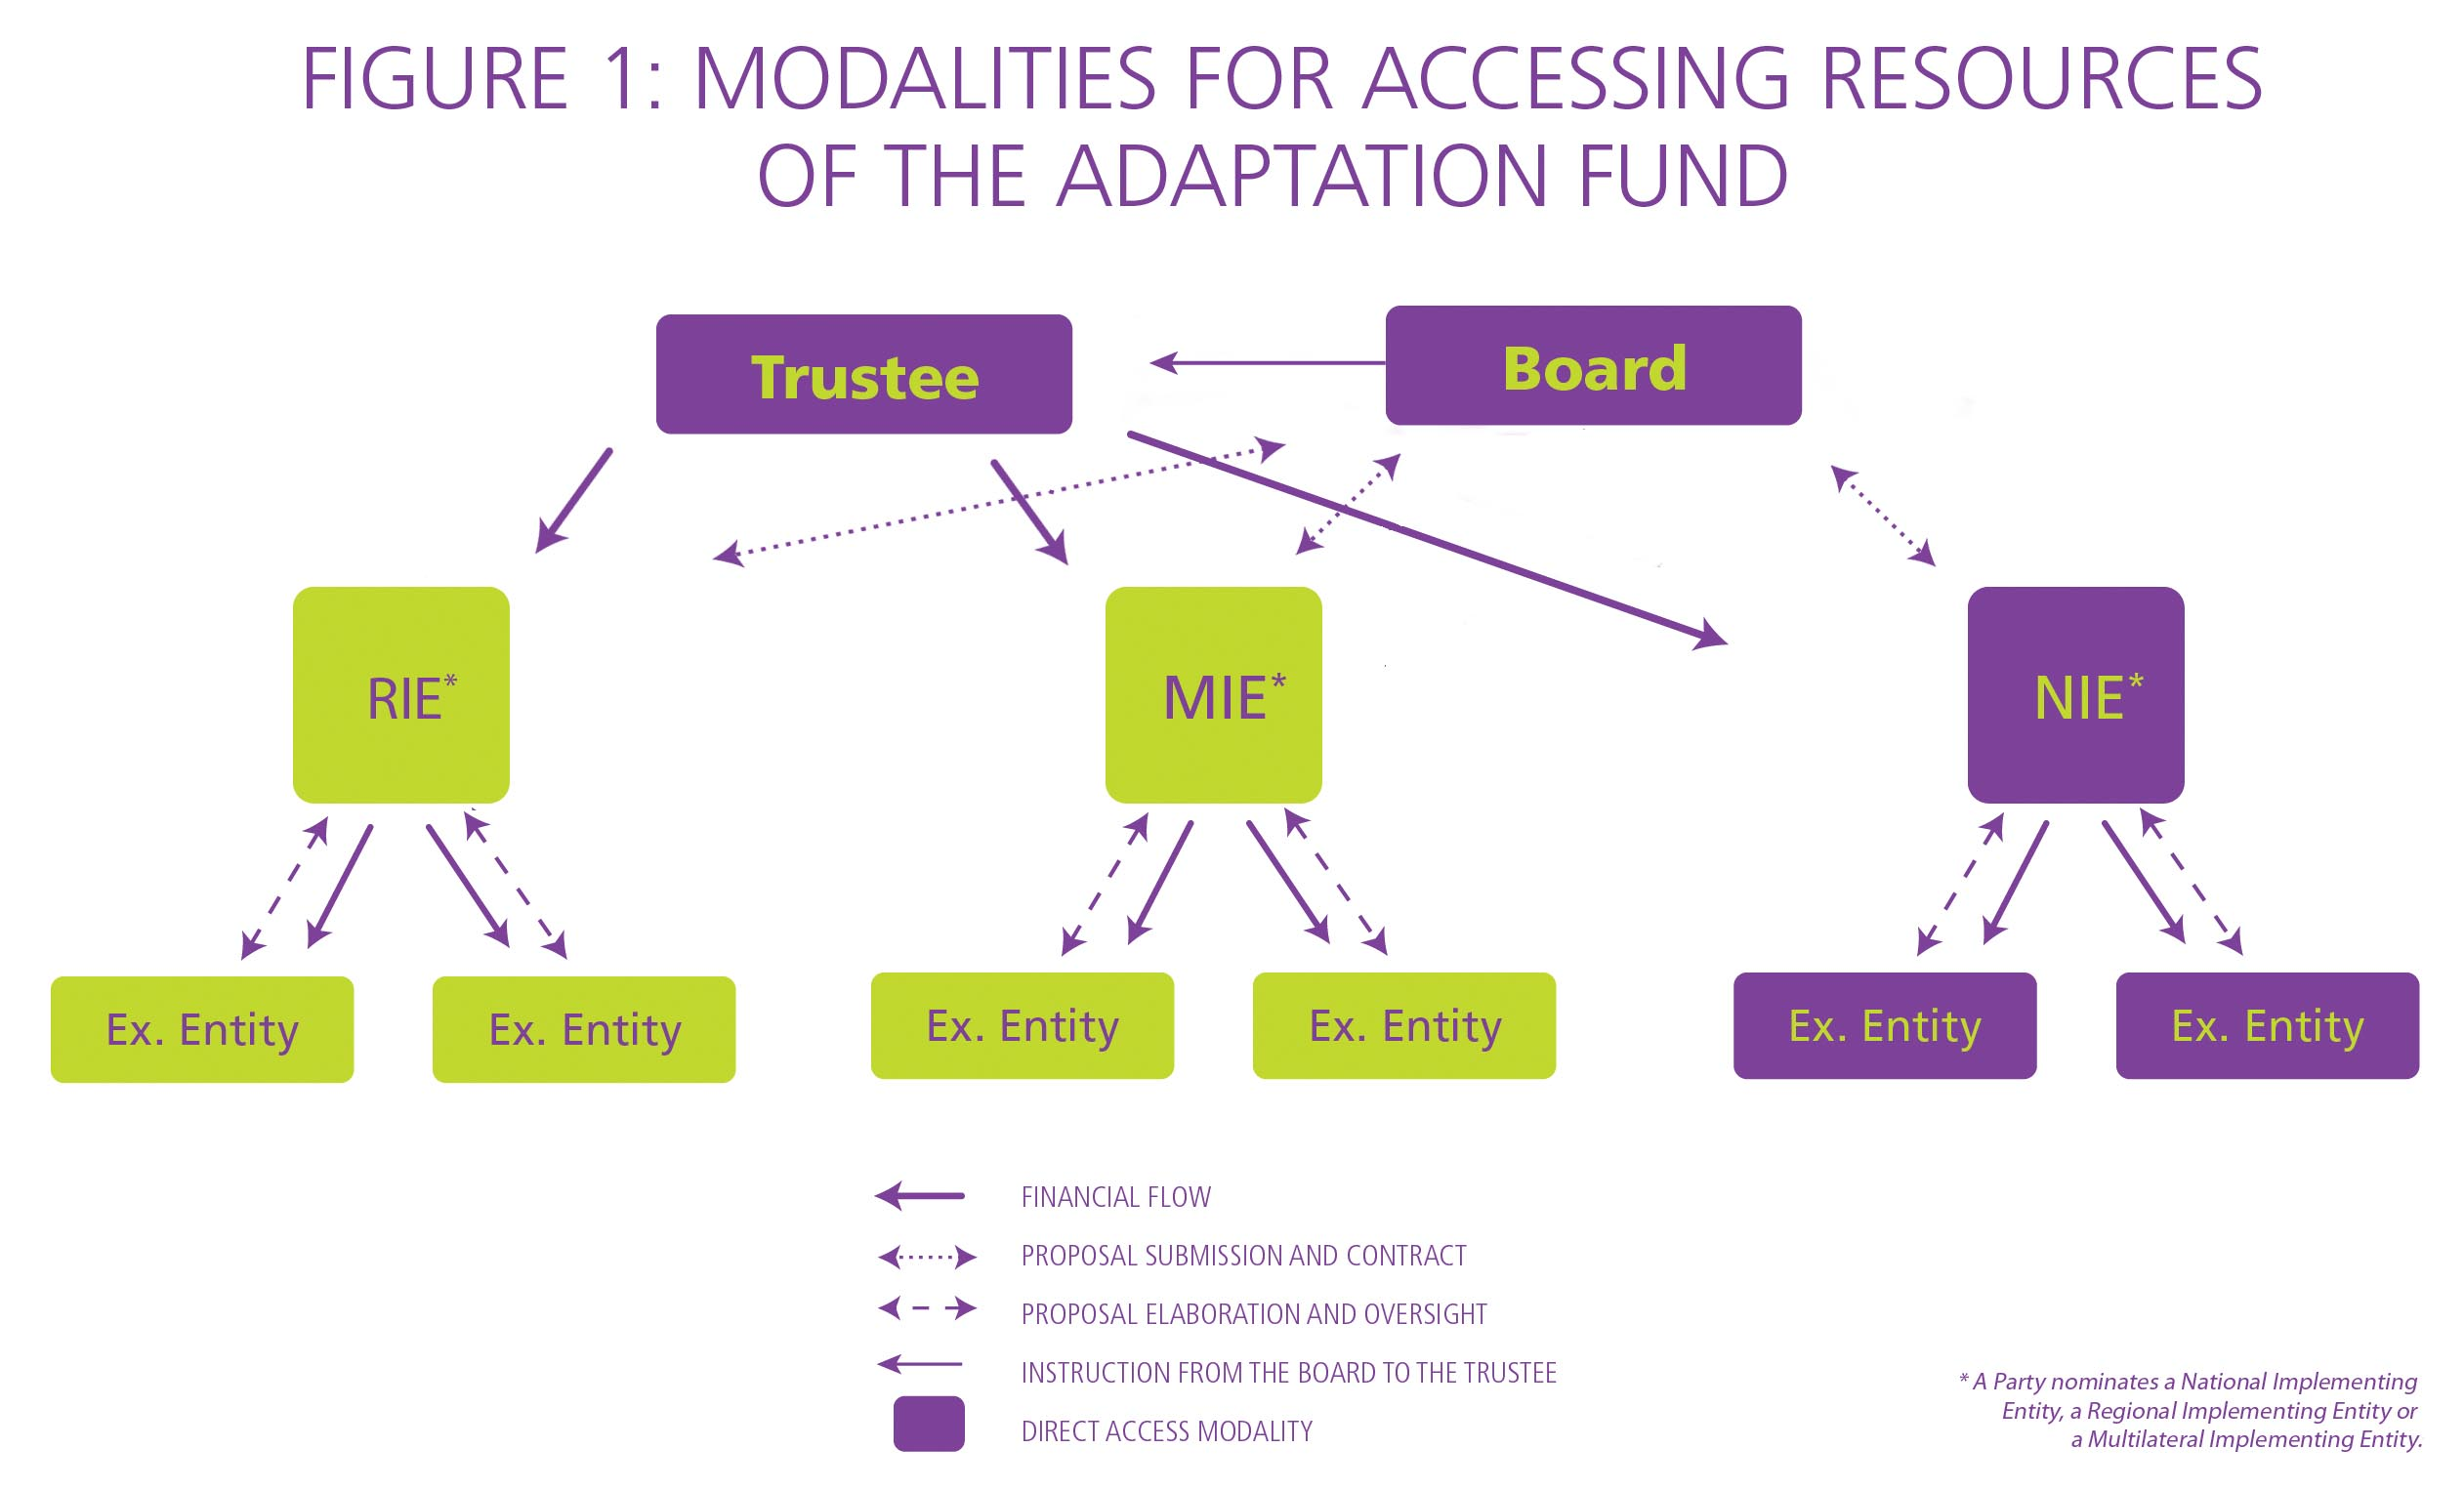 FIGURE 1: MODALITIES FOR ACCESSING RESOURCES
OF THE ADAPTATION FUND
Trustee
Board
RIE*
MIE*
NIE*
Ex. Entity
Ex. Entity
Ex. Entity
Ex. Entity
Ex. Entity
Ex. Entity
FINANCIAL FLOW
PROPOSAL SUBMISSION AND CONTRACT
PROPOSAL ELABORATION AND OVERSIGHT
INSTRUCTION FROM THE BOARD TO THE TRUSTEE
DIRECT ACCESS MODALITY
* A Party nominates a National Implementing
Entity, a Regional Implementing Entity or
a Multilateral Implementing Entity.